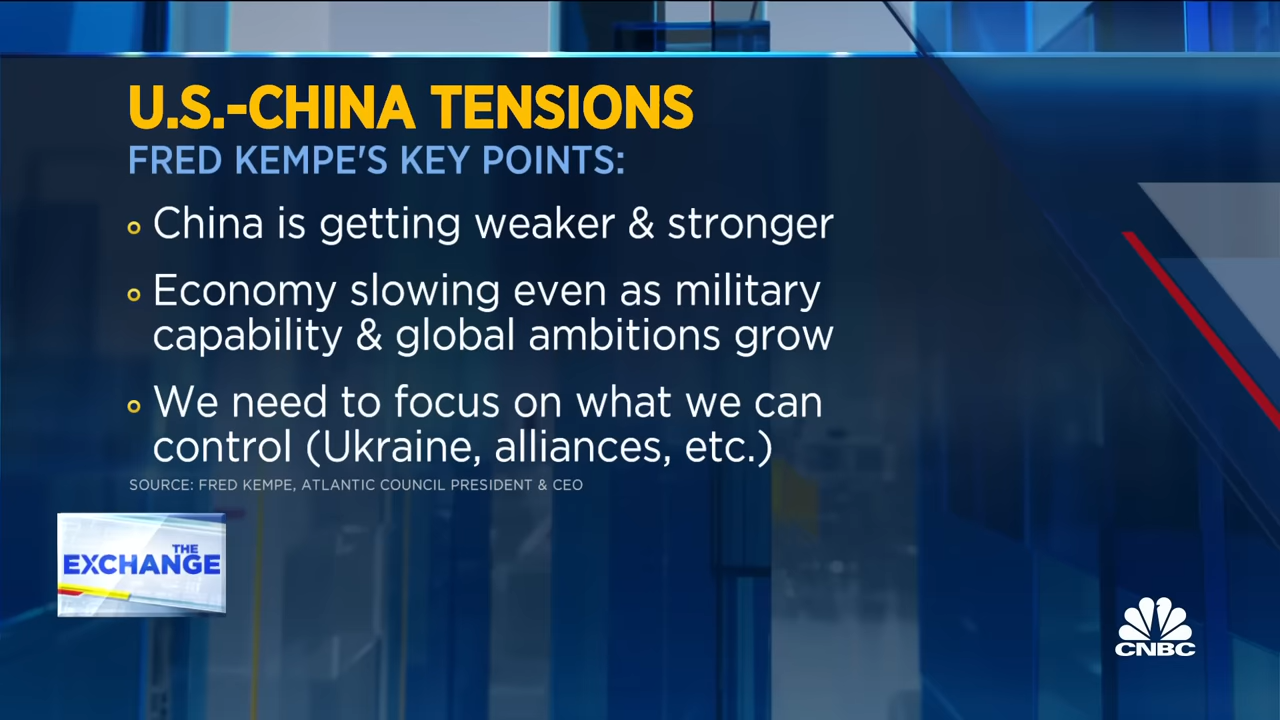 U.S.-CHINA TENSIONS
FRED KEMPE'S KEY POINTS:
China is getting weaker & stronger
Economy slowing even as military
capability & global ambitions grow
We need to focus on what we can
control (Ukraine, alliances, etc.)
SOURCE: FRED KEMPE, ATLANTIC COUNCIL PRESIDENT & CEO
THE
EXCHANGE
CNBC